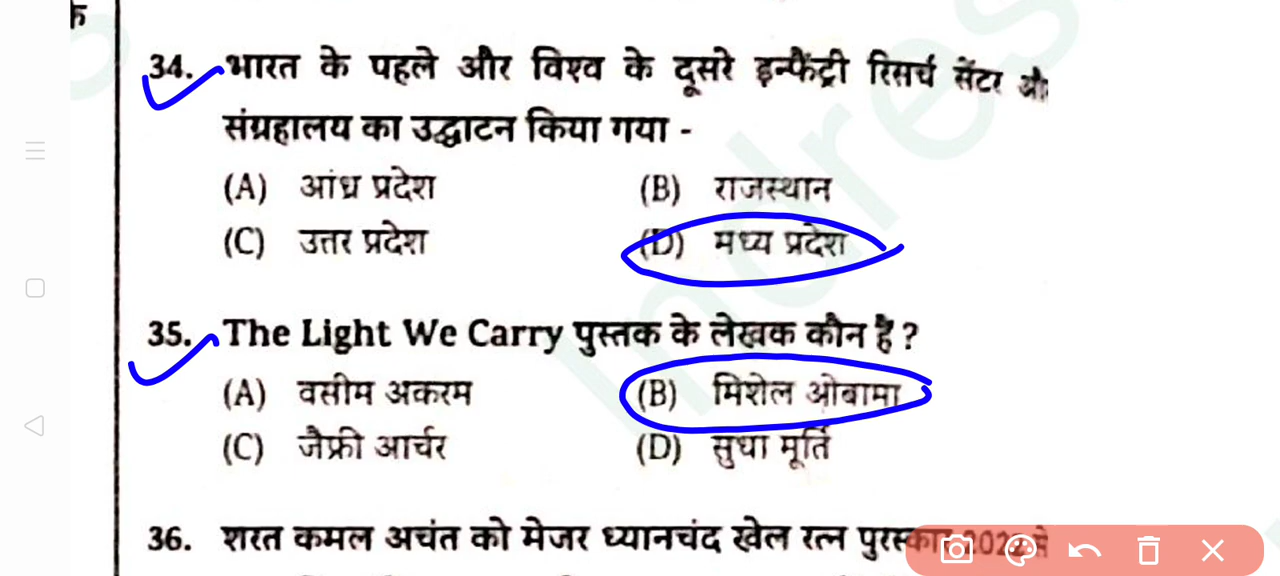 34. भारत के पहले और विश्व के दूसरे इन्फैंट्री रिसर्च सेंटर
संग्रहालय का उद्घाटन किया गया -
(A) आंध्र प्रदेश (B) राजस्थान
(C) उत्तर प्रदेश (D) मध्य प्रदेश
35. The Light We Carry पुस्तक के लेखक कौन हैं ?
(A) वसीम अकरम (B) मिशेल ओबामा
(C) जैफ्री आर्चर (D) सुधा मूर्ति
36. शरत कमल अचंत को मेजर ध्यानचंद खेल रत्न पुरस्कार 2022 से